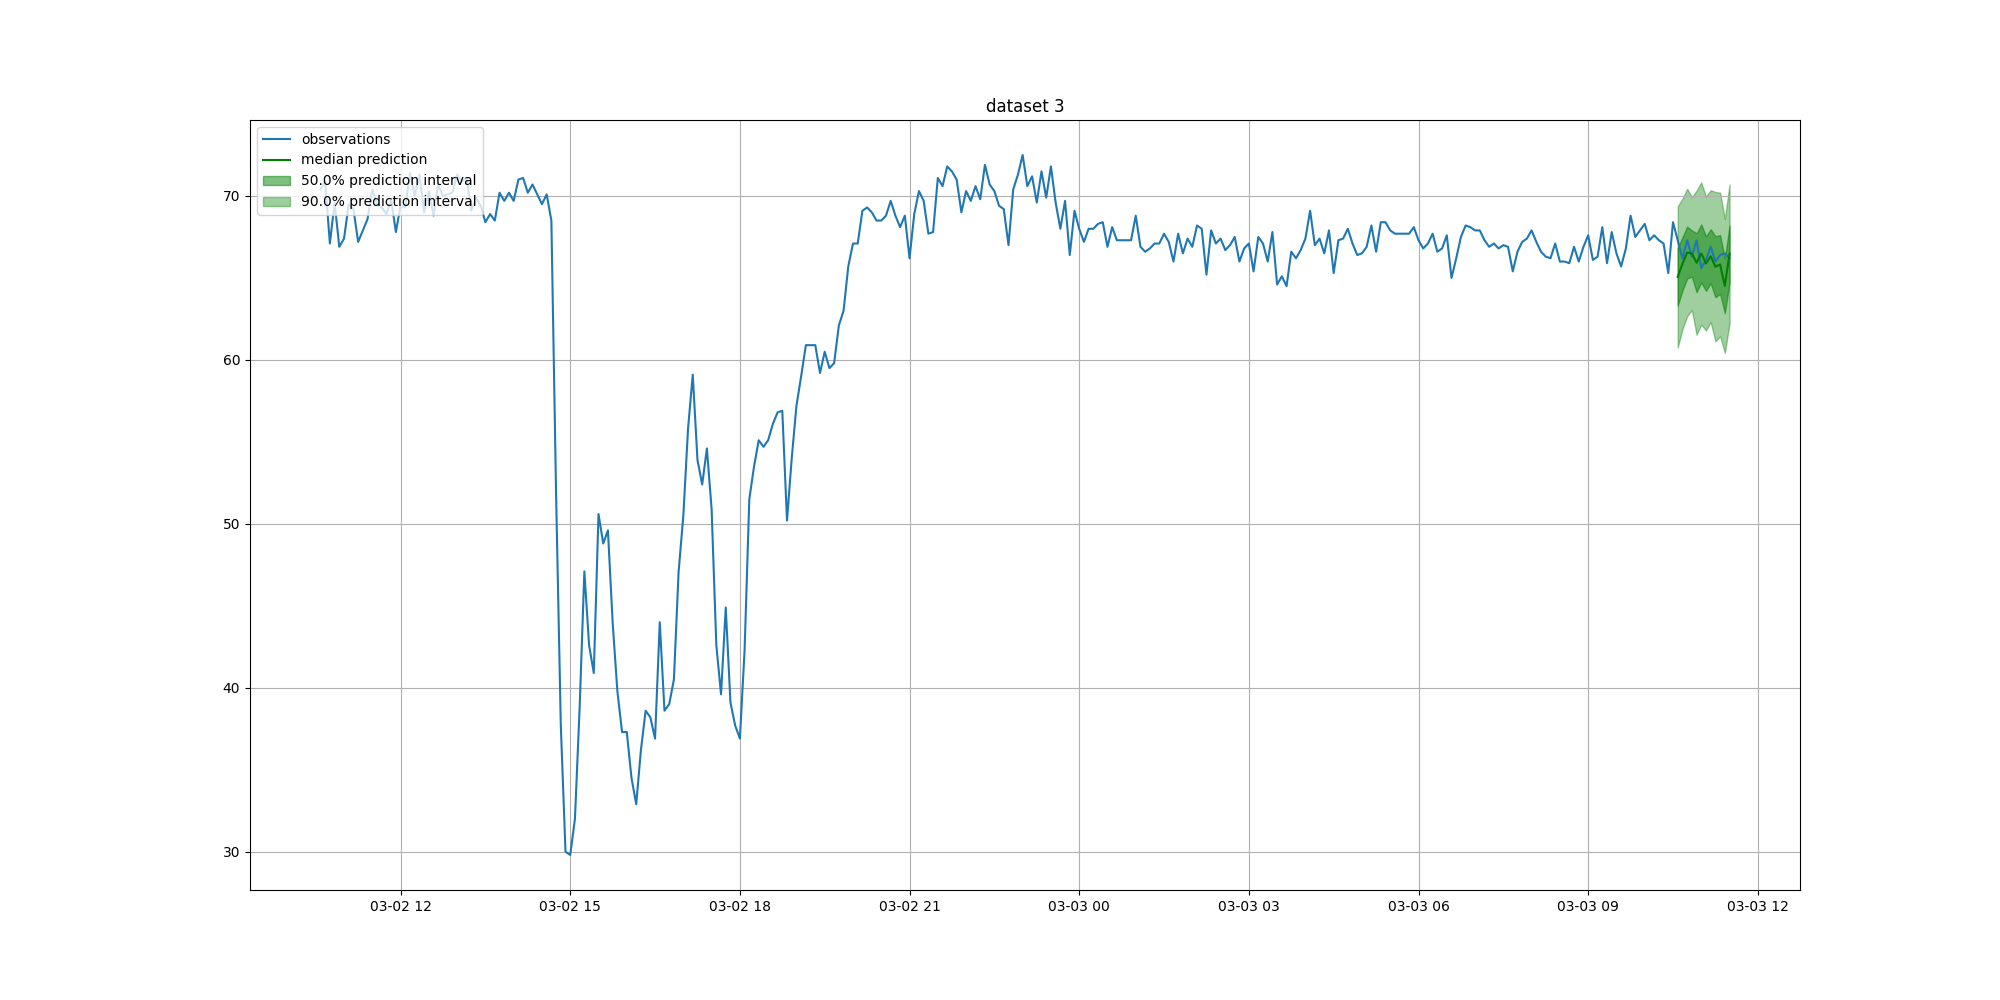 dataset 3
observations
median prediction
50.0% prediction interval
90.0% prediction interval
70
60
50
40
30
03-02 12
03-02 15
03-02 18
03-02 21
03-03 00
03-03 03
03-03 06
03-03 09
03-03 12